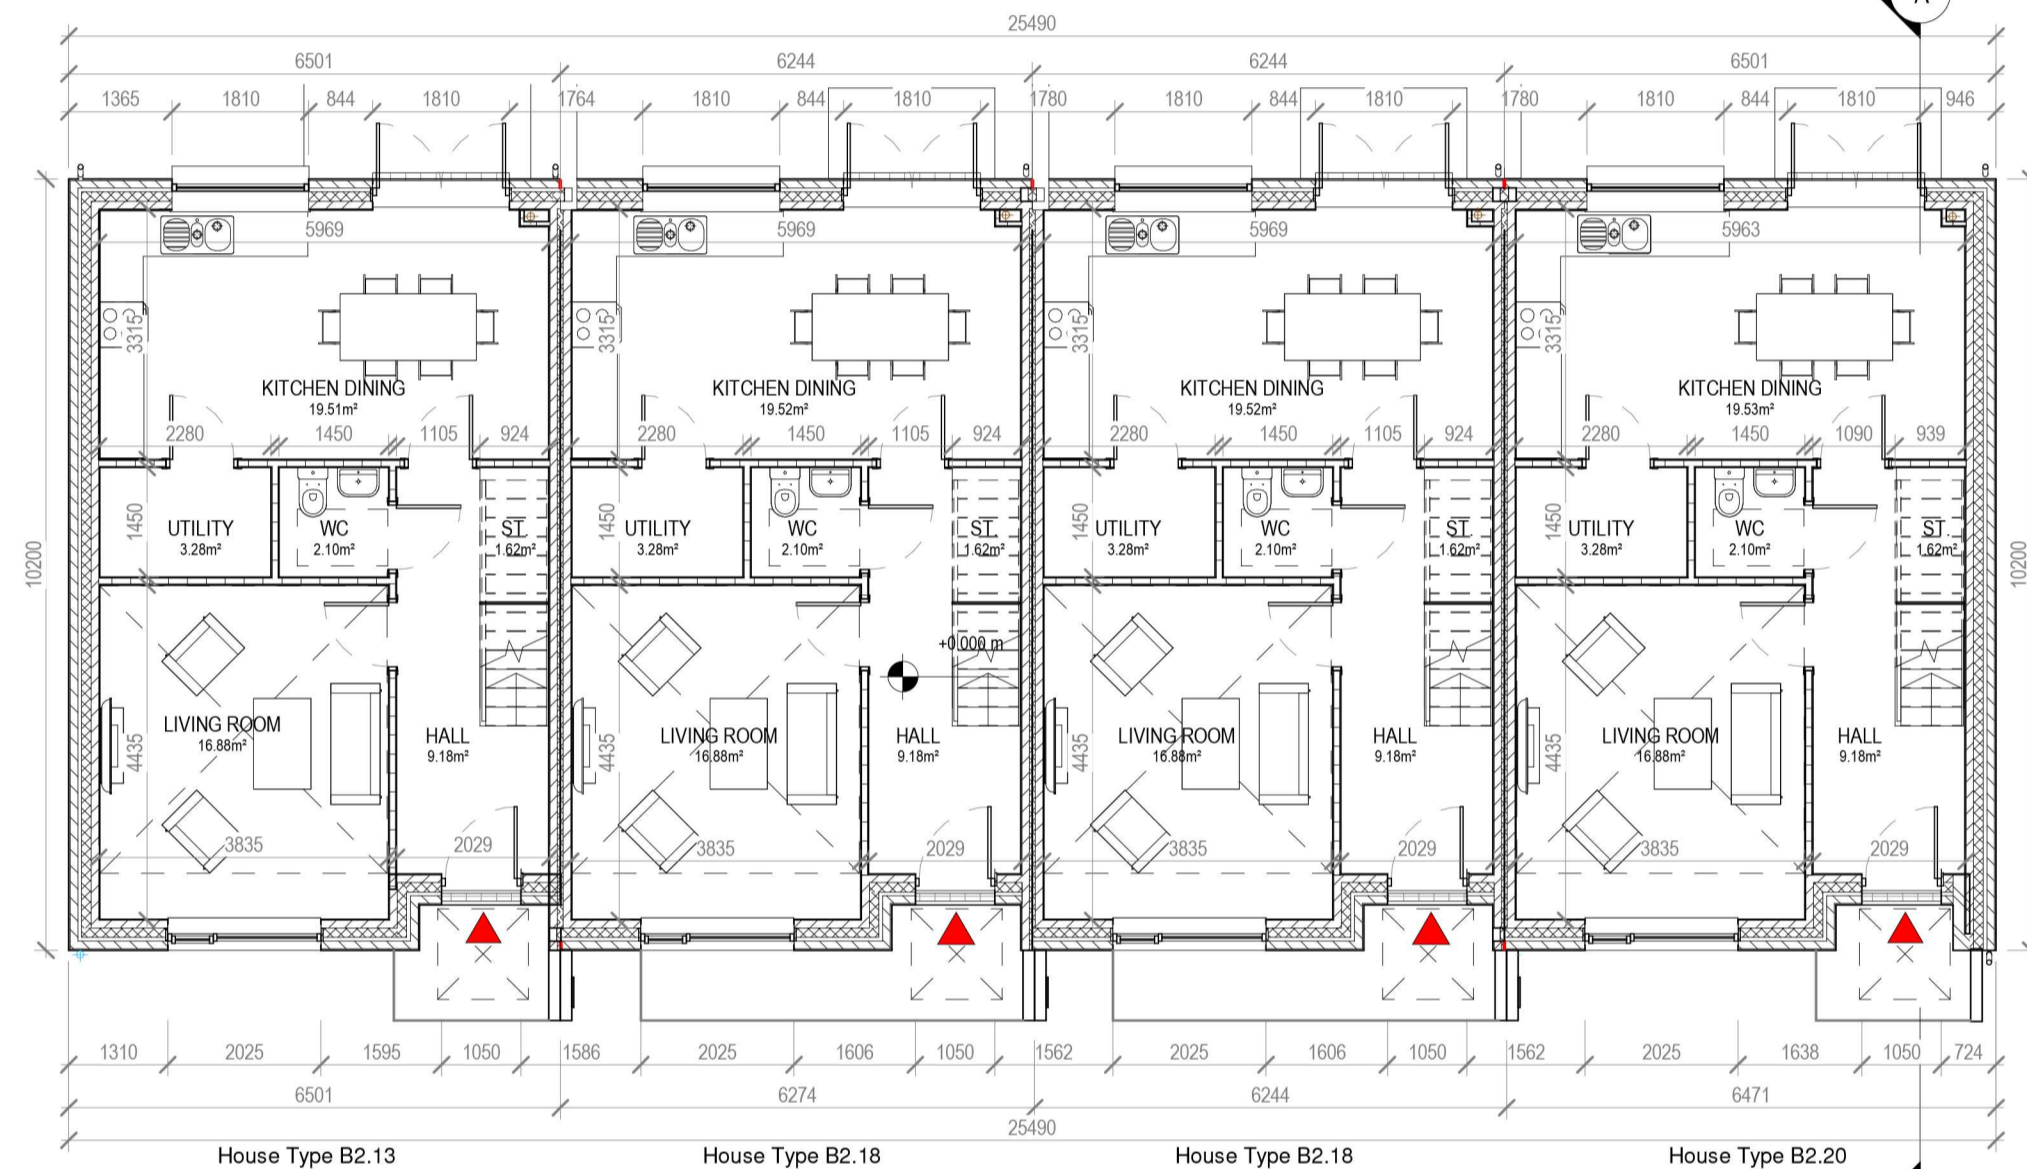 A
25490
6501 6244 6244 6501
1365 1810 844 1810 1764 1810 844 1810 1780 1810 844 1810 1780 1810 844 1810 946
5969 5969 5969 5963
3315 3315 3315 3315
KITCHEN DINING KITCHEN DINING KITCHEN DINING KITCHEN DINING
19.51m² 19.52m² 19.52m² 19.53m²
2280 1450 1105 924 2280 1450 1105 924 2280 1450 1105 924 2280 1450 1090 939
1450 1450 1450 1450
UTILITY WC ST. UTILITY WC ST. UTILITY WC ST. UTILITY WC ST.
3.28m² 2.10m² 1.62m² 3.28m² 2.10m² 1.62m² 3.28m² 2.10m² 1.62m² 3.28m² 2.10m² 1.62m²
10200 10200
+0.000 m
LIVING ROOM HALL LIVING ROOM HALL LIVING ROOM HALL LIVING ROOM HALL
16.88m² 9.18m² 16.88m² 9.18m² 16.88m² 9.18m² 16.88m² 9.18m²
4435 4435 4435 4435
3835 2029 3835 2029 3835 2029 3835 2029
1310 2025 1595 1050 1586 2025 1606 1050 1562 2025 1606 1050 1562 2025 1638 1050 724
6501 6274 6244 6471
25490
House Type B2.13 House Type B2.18 House Type B2.18 House Type B2.20